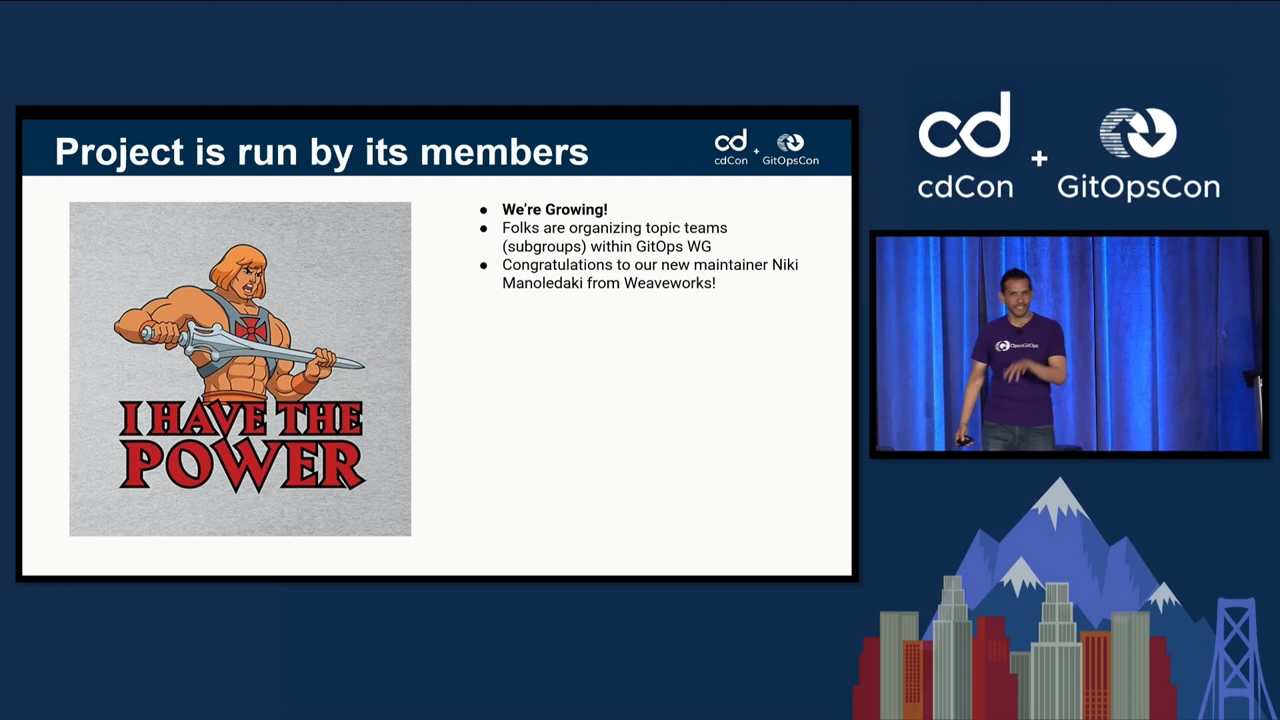 Project is run by its members
cd
cdCon
+
GitOpsCon
● We're Growing!
● Folks are organizing topic teams
(subgroups) within GitOps WG
● Congratulations to our new maintainer Niki
Manoledaki from Weaveworks!
I HAVE THE
POWER
cd
cdCon
+
GitOpsCon
OpenGitOps